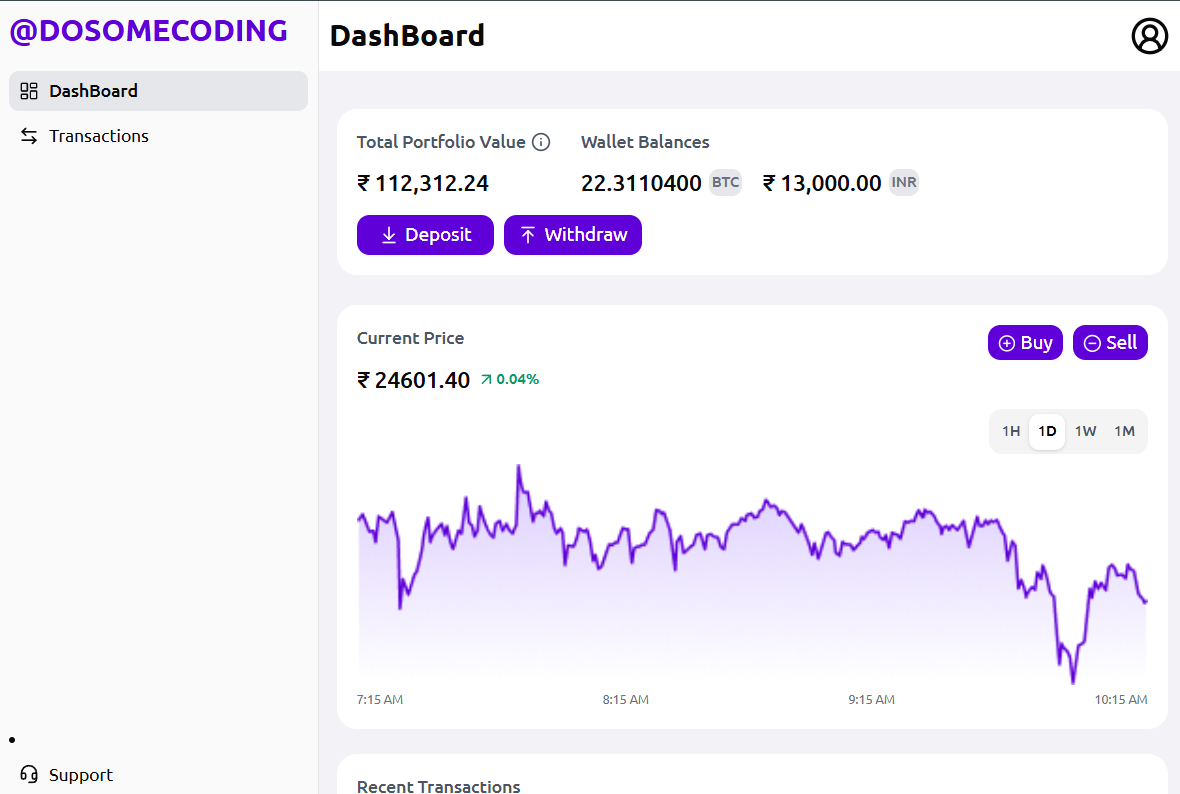 @DOSOMECODING
DashBoard
Transactions
Support
DashBoard
Total Portfolio Value
₹ 112,312.24
Wallet Balances
22.3110400 BTC ₹ 13,000.00 INR
Deposit Withdraw
Current Price
₹ 24601.40 0.04%
Buy Sell
1H 1D 1W 1M
7:15 AM 8:15 AM 9:15 AM 10:15 AM
Recent Transactions